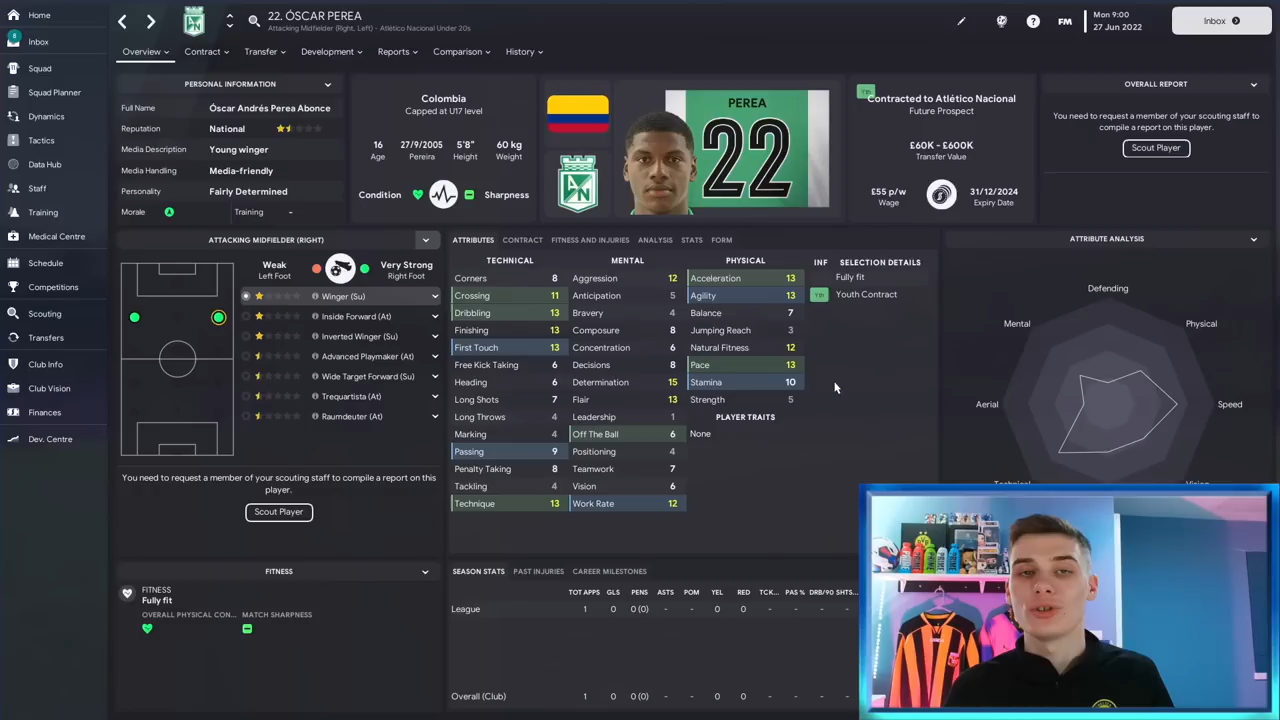 Home
8
Inbox
Squad
Squad Planner
Dynamics
Tactics
Data Hub
Staff
Training
Medical Centre
Schedule
Competitions
Scouting
Transfers
Club Info
Club Vision
Finances
Dev. Centre
22. ÓSCAR PEREA
Attacking Midfielder (Right, Left) - Atlético Nacional Under 20s
FM
Mon 9:00
27 Jun 2022
Inbox
Overview
Contract
Transfer
Development
Reports
Comparison
History
PERSONAL INFORMATION
Full Name Óscar Andrés Perea Abonce
Reputation National
Media Description Young winger
Media Handling Media-friendly
Personality Fairly Determined
Morale Training -
Colombia
Capped at U17 level
16 27/9/2005 5'8" 60 kg
Age Pereira Height Weight
Condition Sharpness
PEREA
22
Yth
Contracted to Atlético Nacional
Future Prospect
£60K - £600K
Transfer Value
£55 p/w 31/12/2024
Wage Expiry Date
OVERALL REPORT
You need to request a member of your scouting staff to
compile a report on this player.
Scout Player
ATTACKING MIDFIELDER (RIGHT)
Weak Very Strong
Left Foot Right Foot
Winger (Su)
Inside Forward (At)
Inverted Winger (Su)
Advanced Playmaker (At)
Wide Target Forward (Su)
Trequartista (At)
Raumdeuter (At)
You need to request a member of your scouting staff to compile a report on this
player.
Scout Player
FITNESS
FITNESS
Fully fit
OVERALL PHYSICAL CON... MATCH SHARPNESS
ATTRIBUTES CONTRACT FITNESS AND INJURIES ANALYSIS STATS FORM
TECHNICAL
Corners 8
Crossing 11
Dribbling 13
Finishing 13
First Touch 13
Free Kick Taking 6
Heading 6
Long Shots 7
Long Throws 4
Marking 4
Passing 9
Penalty Taking 8
Tackling 4
Technique 13
MENTAL
Aggression 12
Anticipation 5
Bravery 4
Composure 8
Concentration 6
Decisions 8
Determination 15
Flair 13
Leadership 1
Off The Ball 6
Positioning 4
Teamwork 7
Vision 6
Work Rate 12
PHYSICAL
Acceleration 13
Agility 13
Balance 7
Jumping Reach 3
Natural Fitness 12
Pace 13
Stamina 10
Strength 5
PLAYER TRAITS
None
INF SELECTION DETAILS
Fully fit
Yth Youth Contract
ATTRIBUTE ANALYSIS
Defending
Mental
Physical
Aerial
Speed
Technical
Vision
SEASON STATS PAST INJURIES CAREER MILESTONES
TOT APPS GLS PENS ASTS POM YEL RED TCK... PAS % DRB/90 SHTS...
League 1 0 0 (0) - - 0 0 - - - -
Overall (Club) 1 0 0 (0) - - 0 0 - - - -